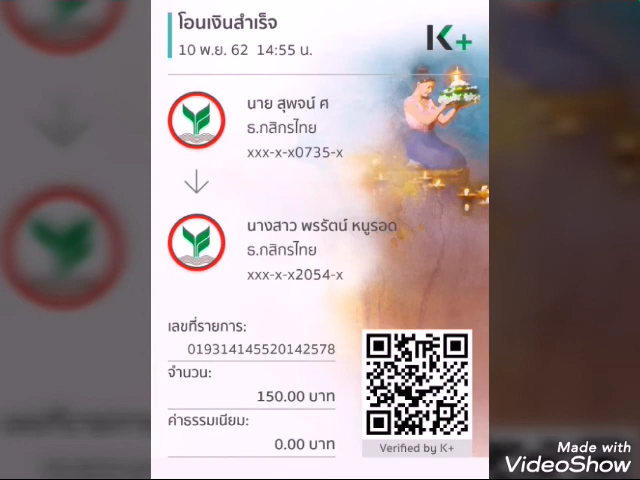 โอนเงินสำเร็จ
10 พ.ย. 62 14:55 น.
K+
นาย สุพจน์ ศ
ธ.กสิกรไทย
xxx-x-x0735-x
นางสาว พรรัตน์ หนูรอด
ธ.กสิกรไทย
xxx-x-x2054-x
เลขที่รายการ:
019314145520142578
จำนวน:
150.00 บาท
ค่าธรรมเนียม:
0.00 บาท
Verified by K+
Made with
VideoShow